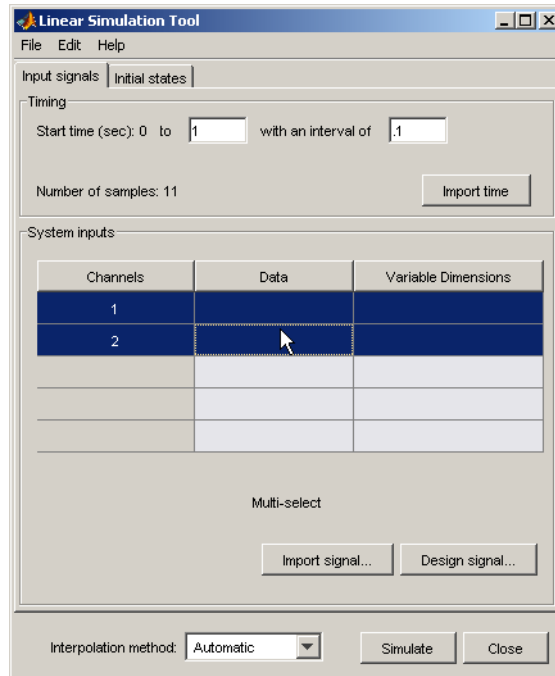 Linear Simulation Tool
File Edit Help
Input signals Initial states
Timing
Start time (sec): 0 to 1 with an interval of .1
Number of samples: 11 Import time
System inputs
Channels Data Variable Dimensions
1
2
Multi-select
Import signal... Design signal...
Interpolation method: Automatic Simulate Close